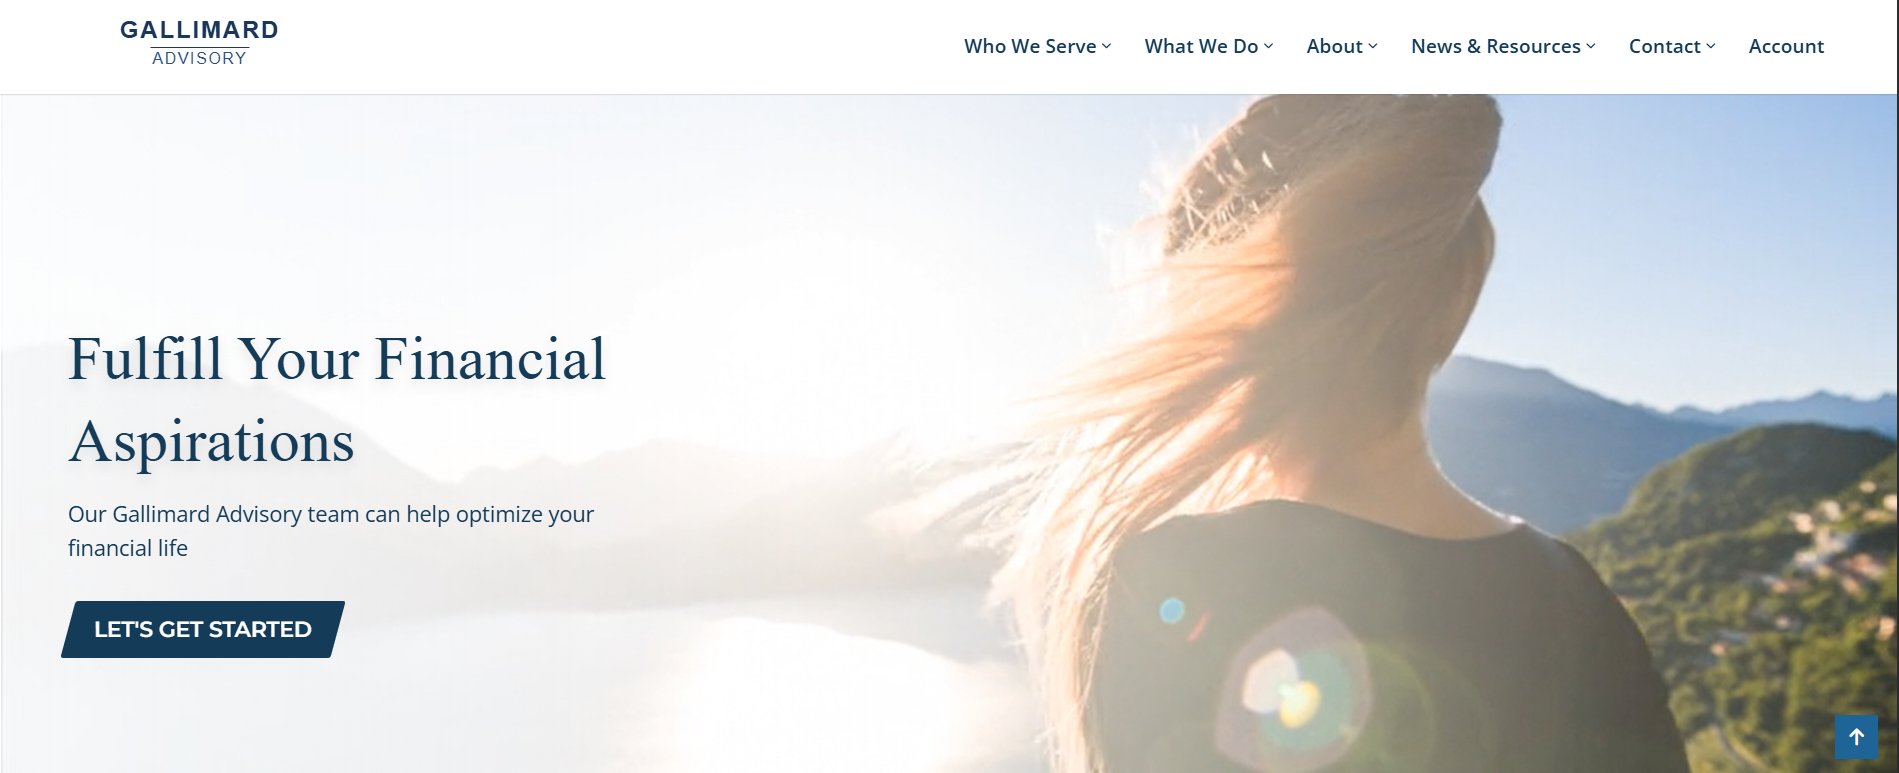 GALLIMARD
ADVISORY
Who We Serve What We Do About News & Resources Contact Account
Fulfill Your Financial
Aspirations
Our Gallimard Advisory team can help optimize your
financial life
LET'S GET STARTED